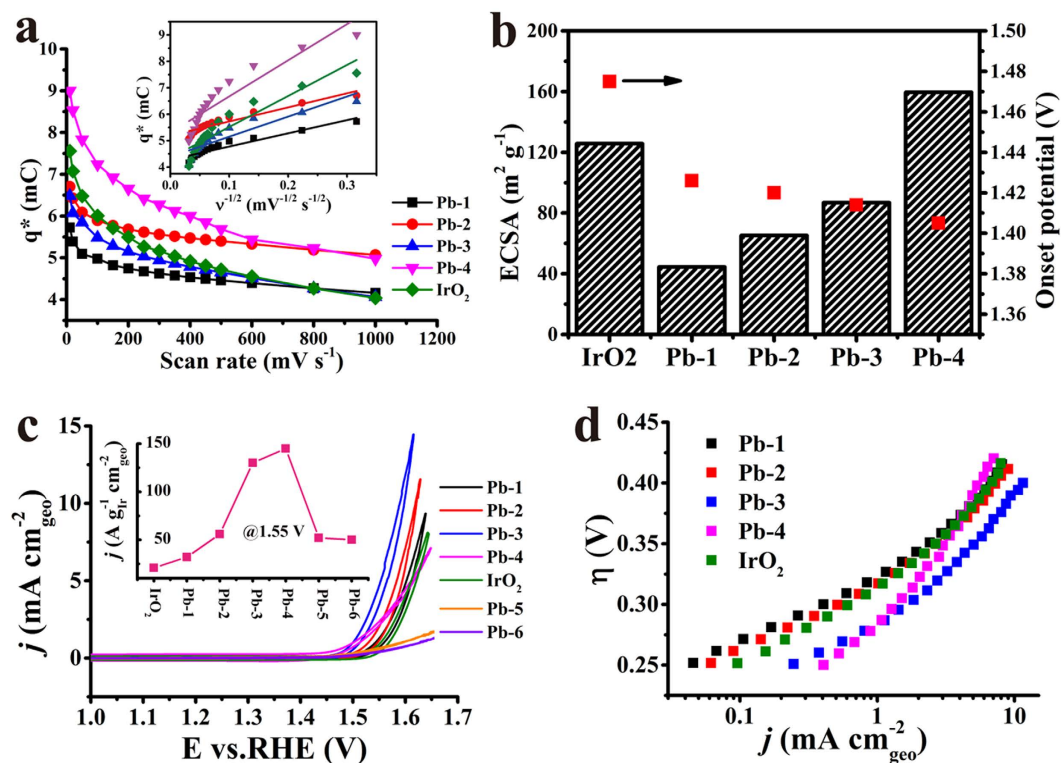 a
q* (mC)
10
9
8
7
6
5
4
0 200 400 600 800 1000 1200
Scan rate (mV s⁻¹)
q* (mC )
9
8
7
6
5
4
0.0 0.1 0.2 0.3
ν⁻¹/² (mV⁻¹/² s⁻¹/²)
Pb-1
Pb-2
Pb-3
Pb-4
IrO₂
b
ECSA (m² g⁻¹)
200
160
120
80
40
0
IrO2 Pb-1 Pb-2 Pb-3 Pb-4
1.50
1.48
1.46
1.44
1.42
1.40
1.38
1.36
Onset potential (V)
c
j (mA cm⁻²geo)
15
10
5
0
1.0 1.1 1.2 1.3 1.4 1.5 1.6 1.7
E vs.RHE (V)
j (A g⁻¹Ir cm⁻²geo)
150
100
50
0
@1.55 V
IrO₂ Pb-1 Pb-2 Pb-3 Pb-4 Pb-5 Pb-6
Pb-1
Pb-2
Pb-3
Pb-4
IrO₂
Pb-5
Pb-6
d
η (V)
0.45
0.40
0.35
0.30
0.25
0.1 1 10
j (mA cm⁻²geo)
Pb-1
Pb-2
Pb-3
Pb-4
IrO₂